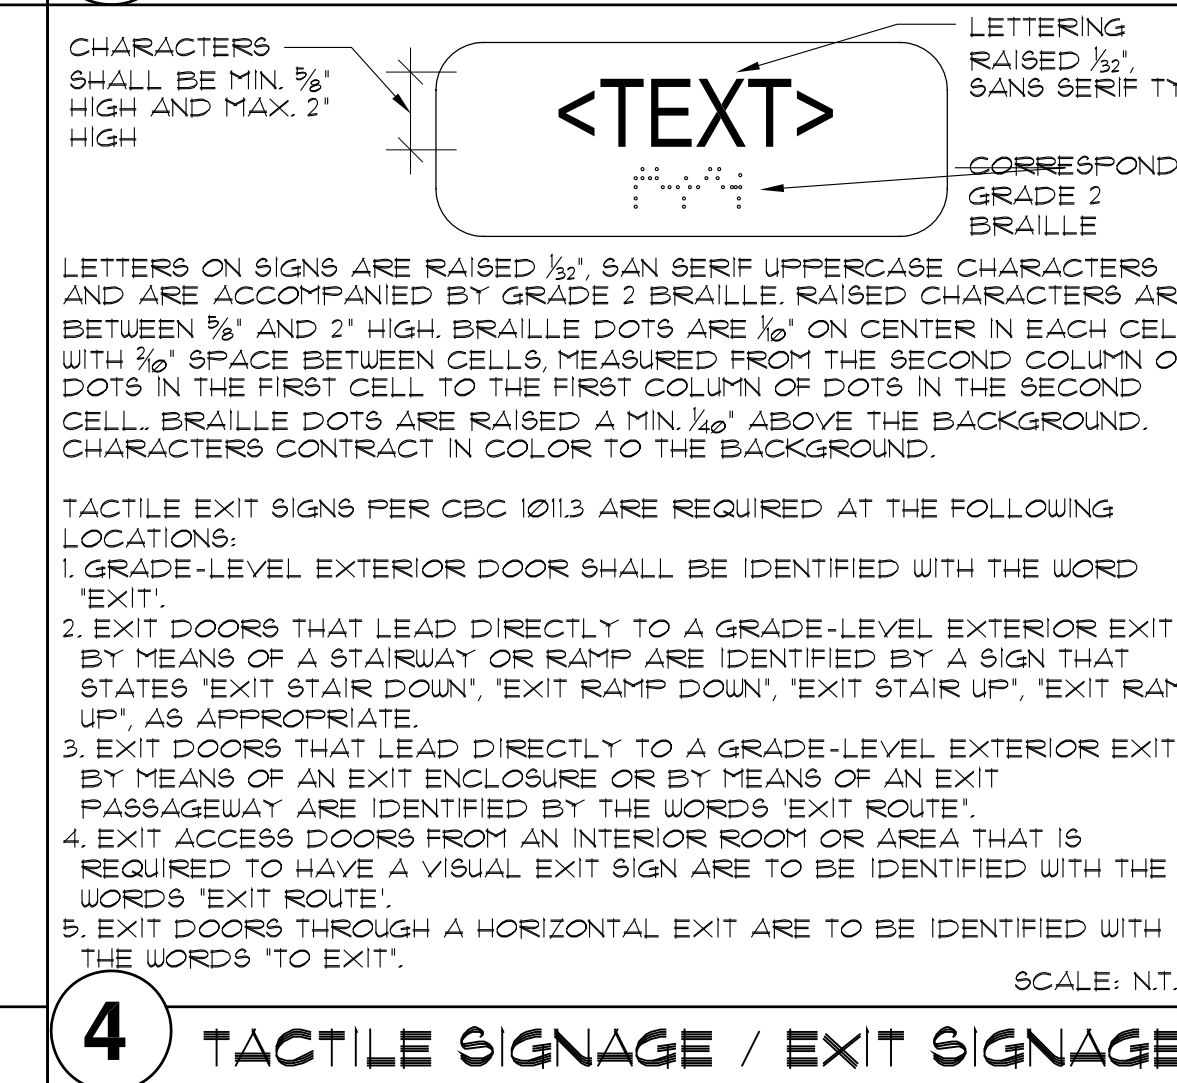 CHARACTERS
SHALL BE MIN. 5/8"
HIGH AND MAX. 2"
HIGH
<TEXT>
LETTERING
RAISED 1/32",
SANS SERIF TY
CORRESPOND
GRADE 2
BRAILLE
LETTERS ON SIGNS ARE RAISED 1/32", SAN SERIF UPPERCASE CHARACTERS
AND ARE ACCOMPANIED BY GRADE 2 BRAILLE. RAISED CHARACTERS AR
BETWEEN 5/8" AND 2" HIGH. BRAILLE DOTS ARE 1/10" ON CENTER IN EACH CEL
WITH 2/10" SPACE BETWEEN CELLS, MEASURED FROM THE SECOND COLUMN O
DOTS IN THE FIRST CELL TO THE FIRST COLUMN OF DOTS IN THE SECOND
CELL.. BRAILLE DOTS ARE RAISED A MIN. 1/40" ABOVE THE BACKGROUND.
CHARACTERS CONTRACT IN COLOR TO THE BACKGROUND.
TACTILE EXIT SIGNS PER CBC 1011.3 ARE REQUIRED AT THE FOLLOWING
LOCATIONS:
1. GRADE-LEVEL EXTERIOR DOOR SHALL BE IDENTIFIED WITH THE WORD
"EXIT'.
2. EXIT DOORS THAT LEAD DIRECTLY TO A GRADE-LEVEL EXTERIOR EXIT
BY MEANS OF A STAIRWAY OR RAMP ARE IDENTIFIED BY A SIGN THAT
STATES "EXIT STAIR DOWN", "EXIT RAMP DOWN", "EXIT STAIR UP", "EXIT RAM
UP", AS APPROPRIATE.
3. EXIT DOORS THAT LEAD DIRECTLY TO A GRADE-LEVEL EXTERIOR EXIT
BY MEANS OF AN EXIT ENCLOSURE OR BY MEANS OF AN EXIT
PASSAGEWAY ARE IDENTIFIED BY THE WORDS 'EXIT ROUTE".
4. EXIT ACCESS DOORS FROM AN INTERIOR ROOM OR AREA THAT IS
REQUIRED TO HAVE A VISUAL EXIT SIGN ARE TO BE IDENTIFIED WITH THE
WORDS "EXIT ROUTE'.
5. EXIT DOORS THROUGH A HORIZONTAL EXIT ARE TO BE IDENTIFIED WITH
THE WORDS "TO EXIT".
SCALE: N.T.
4 TACTILE SIGNAGE / EXIT SIGNAGE